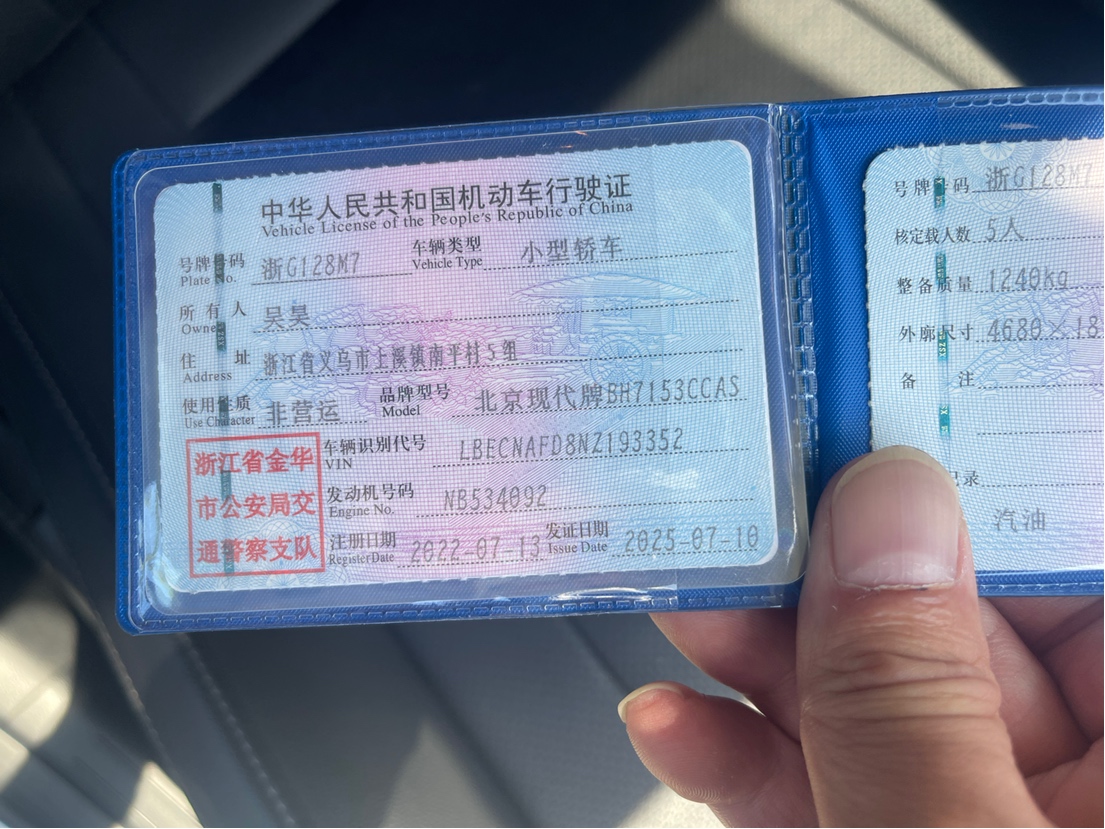 中华人民共和国机动车行驶证
Vehicle License of the People's Republic of China
号牌号码 浙G128M7 车辆类型 小型轿车
Plate No. Vehicle Type
所有人 吴昊
Owner
住址 浙江省义乌市上溪镇南平村5组
Address
使用性质 非营运 品牌型号 北京现代牌BH7153CCAS
Use Character Model
浙江省金华
市公安局交
通警察支队
车辆识别代号 LBECNAFD8NZ193352
VIN
发动机号码 NB534092
Engine No.
注册日期 2022-07-13 发证日期 2025-07-10
Register Date Issue Date
号牌号码 浙G128M7
核定载人数 5人
整备质量 1240kg
外廓尺寸 4680×18
备注
记录
汽油